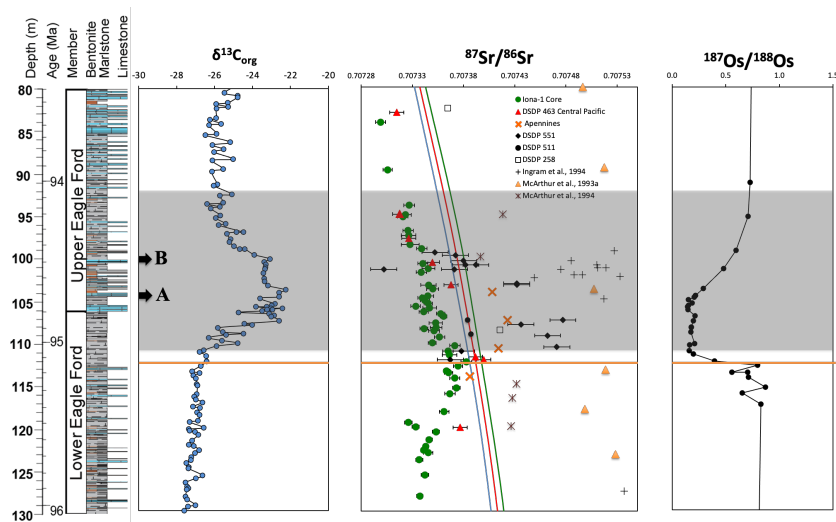 Depth (m)
Age (Ma)
Member
Bentonite
Marlstone
Limestone
δ13Corg
87Sr/86Sr
187Os/188Os
-30 -28 -26 -24 -22 -20
0.70728 0.70733 0.70738 0.70743 0.70748 0.70753
0.0 0.5 1.0 1.5
80
85
90
95
100
105
110
115
120
125
130
94
95
96
Upper Eagle Ford
Lower Eagle Ford
B
A
Iona-1 Core
DSDP 463 Central Pacific
Apennines
DSDP 551
DSDP 511
DSDP 258
Ingram et al., 1994
McArthur et al., 1993a
McArthur et al., 1994